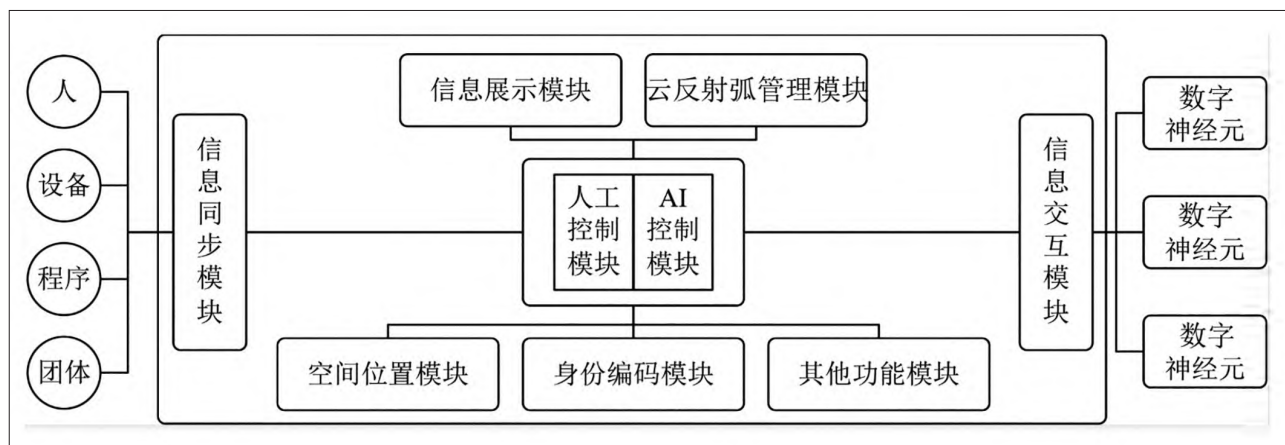 人
设备
程序
团体
信息同步模块
信息展示模块
云反射弧管理模块
人工
控制
模块
AI
控制
模块
空间位置模块
身份编码模块
其他功能模块
信息交互模块
数字
神经元
数字
神经元
数字
神经元